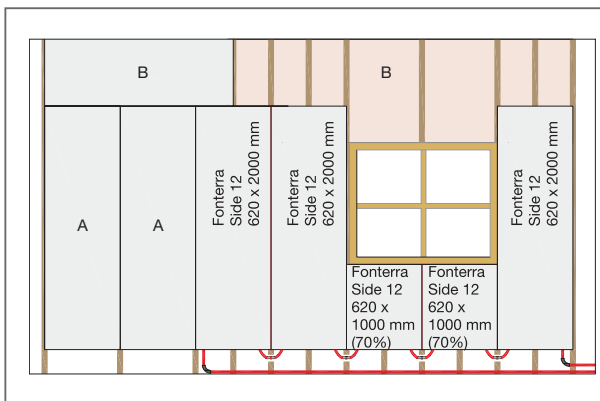 B
B
A
A
Fonterra
Side 12
620 x 2000 mm
Fonterra
Side 12
620 x 2000 mm
Fonterra
Side 12
620 x 2000 mm
Fonterra
Side 12
620 x
1000 mm
(70%)
Fonterra
Side 12
620 x
1000 mm
(70%)